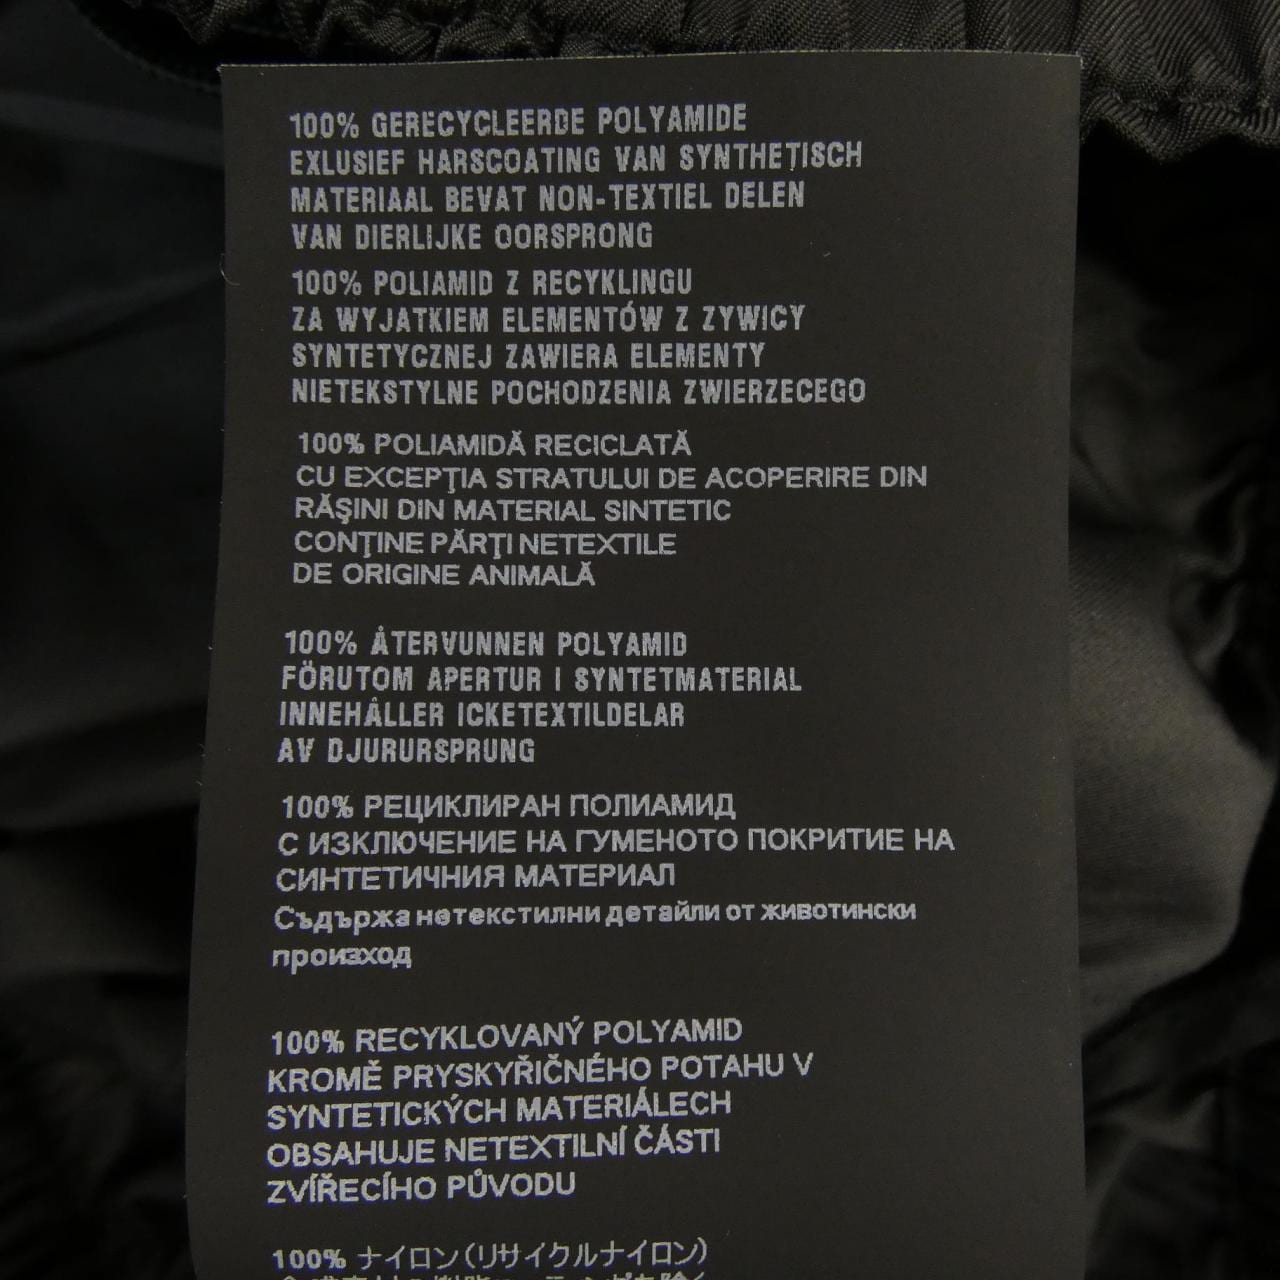 100% GERECYCLEERDE POLYAMIDE
EXLUSIEF HARSCOATING VAN SYNTHETISCH
MATERIAAL BEVAT NON-TEXTIEL DELEN
VAN DIERLIJKE OORSPRONG
100% POLIAMID Z RECYKLINGU
ZA WYJATKIEM ELEMENTÓW Z ZYWICY
SYNTETYCZNEJ ZAWIERA ELEMENTY
NIETEKSTYLNE POCHODZENIA ZWIERZECEGO
100% POLIAMIDĂ RECICLATĂ
CU EXCEPŢIA STRATULUI DE ACOPERIRE DIN
RĂŞINI DIN MATERIAL SINTETIC
CONŢINE PĂRŢI NETEXTILE
DE ORIGINE ANIMALĂ
100% ÅTERVUNNEN POLYAMID
FÖRUTOM APERTUR I SYNTETMATERIAL
INNEHÅLLER ICKETEXTILDELAR
AV DJURURSPRUNG
100% РЕЦИКЛИРАН ПОЛИАМИД
С ИЗКЛЮЧЕНИЕ НА ГУМЕНОТО ПОКРИТИЕ НА
СИНТЕТИЧНИЯ МАТЕРИАЛ
Съдържа нетекстилни детайли от животински
произход
100% RECYKLOVANÝ POLYAMID
KROMĚ PRYSKYŘIČNÉHO POTAHU V
SYNTETICKÝCH MATERIÁLECH
OBSAHUJE NETEXTILNÍ ČÁSTI
ZVÍŘECÍHO PŮVODU
100% ナイロン(リサイクルナイロン)